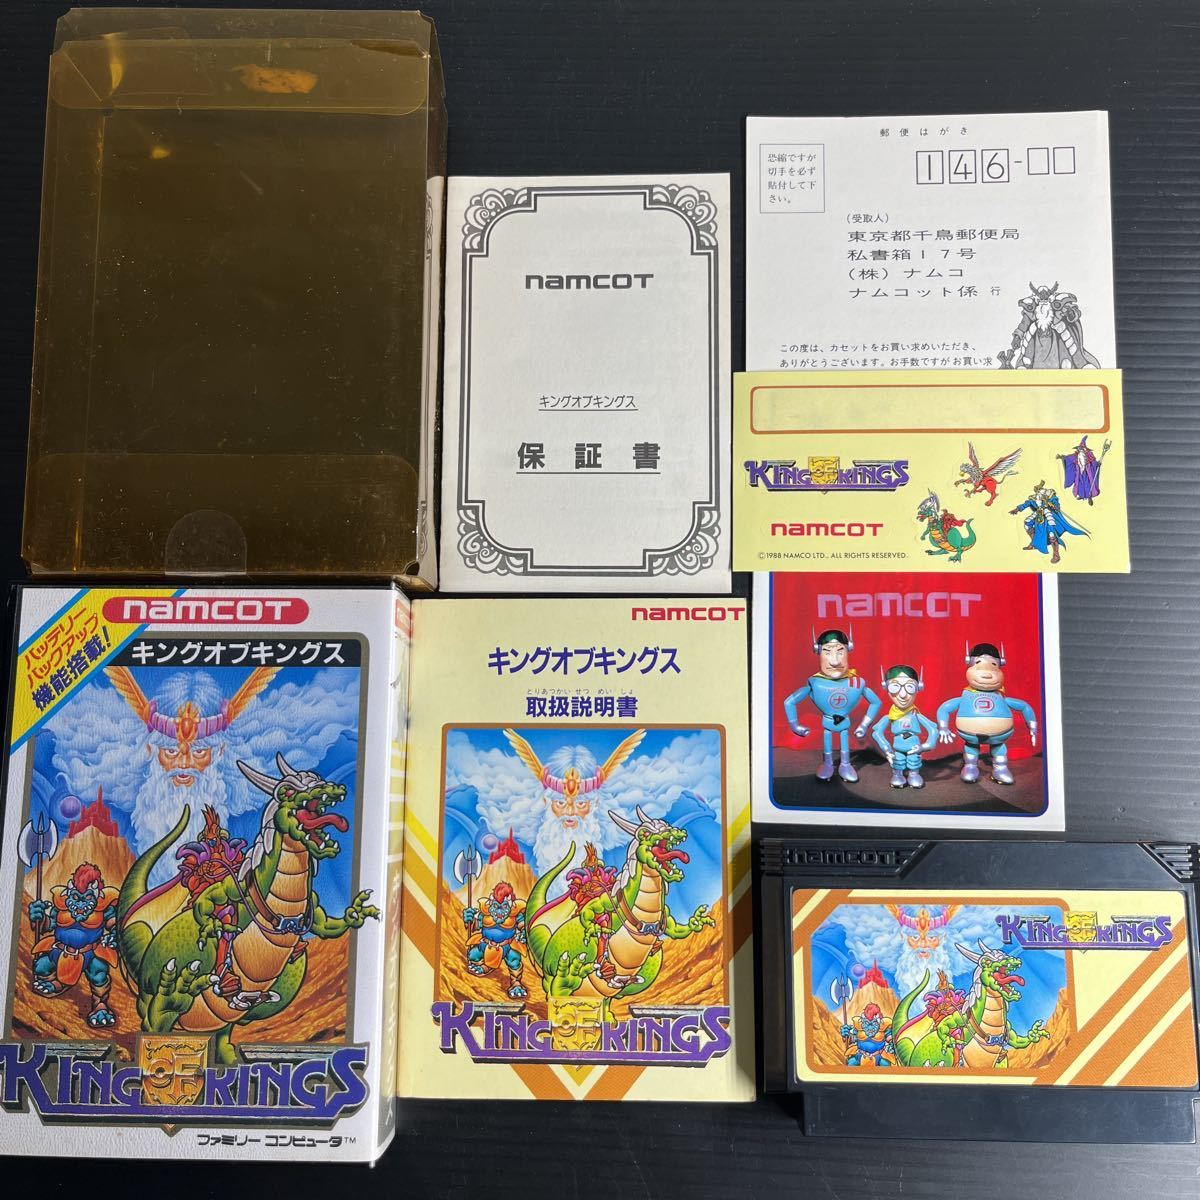 namcot
キングオブキングス
保証書
郵便はがき
恐縮ですが
切手を必ず
貼付して下
さい。
146-
(受取人)
東京都千鳥郵便局
私書箱17号
(株)ナムコ
ナムコット係 行
この度は、カセットをお買い求めいただき、
ありがとうございます。お手数ですがお買い求
KING OF KINGS
namcot
©1988 NAMCO LTD., ALL RIGHTS RESERVED.
バッテリー
バックアップ
機能搭載!
namcot
キングオブキングス
KING OF KINGS
ファミリーコンピュータ™
namcot
キングオブキングス
とりあつかいせつめいしょ
取扱説明書
KING OF KINGS
namcot
ナ
コ
namcot
KING OF KINGS